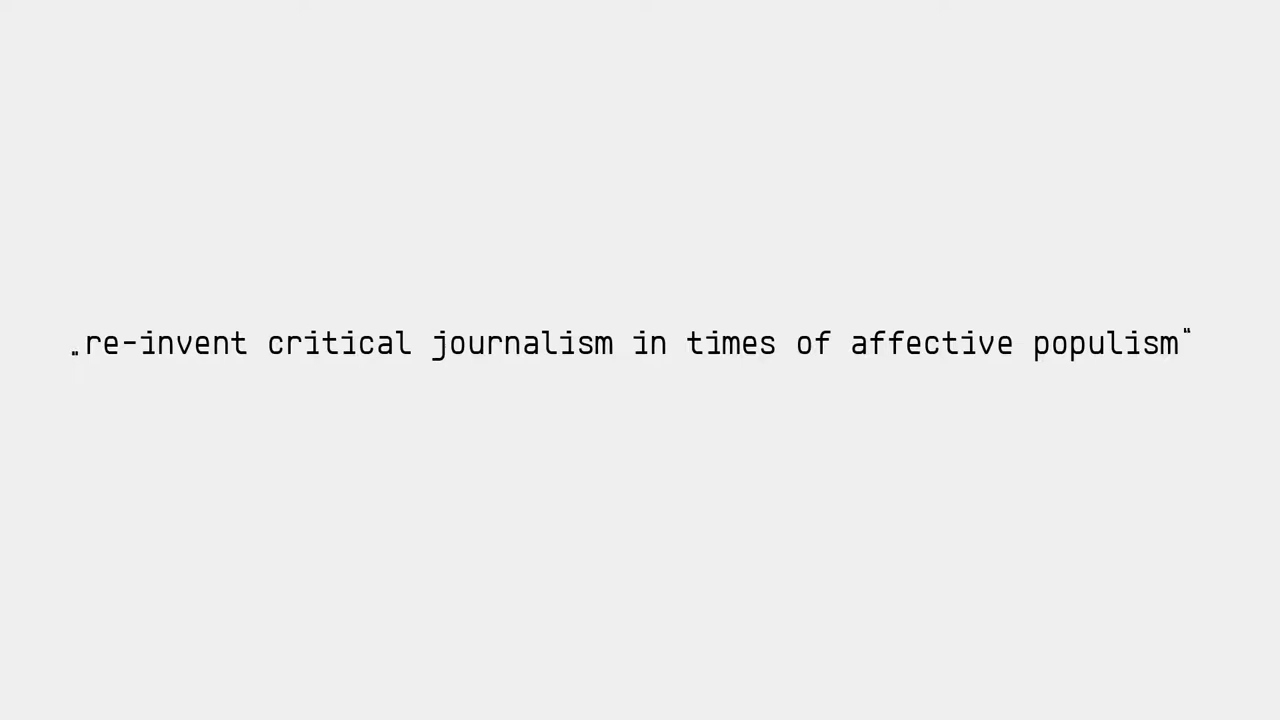 „re-invent critical journalism in times of affective populism“